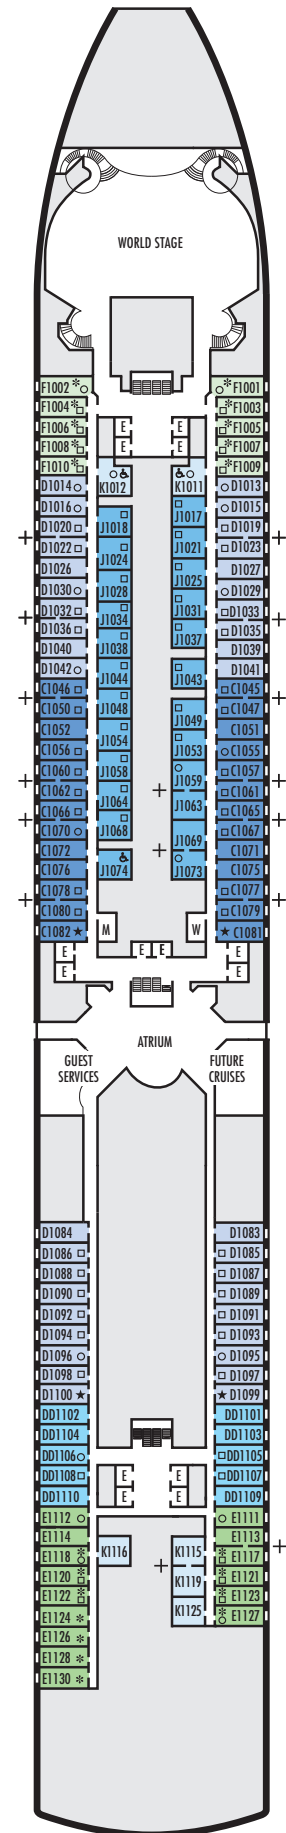 WORLD STAGE
F1002 F1001
F1004 F1003
F1006 F1005
F1008 F1007
F1010 F1009
E E
E E
K1012 K1011
D1014 D1013
D1016 J1017 D1015
D1020 J1018 D1019
D1022 J1021 D1023
D1026 J1024 J1025 D1027
D1030 J1028 D1029
D1032 J1034 J1031 D1033
D1036 J1037 D1035
D1040 J1038 D1039
D1042 J1044 J1043 D1041
C1046 C1045
C1050 J1048 J1049 C1047
C1052 C1051
C1056 J1054 J1053 C1055
C1060 J1058 J1059 C1057
C1062 J1064 J1063 C1061
C1066 C1065
C1070 J1068 J1069 C1067
C1072 C1071
C1076 J1074 J1073 C1075
C1078 C1077
C1080 C1079
C1082 M W C1081
E E E E
E E
ATRIUM
GUEST
SERVICES
FUTURE
CRUISES
D1084 D1083
D1086 D1085
D1088 D1087
D1090 D1089
D1092 D1091
D1094 D1093
D1096 D1095
D1098 D1097
D1100 D1099
DD1102 DD1101
DD1104 DD1103
DD1106 DD1105
DD1108 E E DD1107
DD1110 E E DD1109
E1112 E1111
E1114 E1113
E1118 K1116 K1115 E1117
E1120 K1119 E1121
E1122 E1123
E1124 K1125 E1127
E1126
E1128
E1130